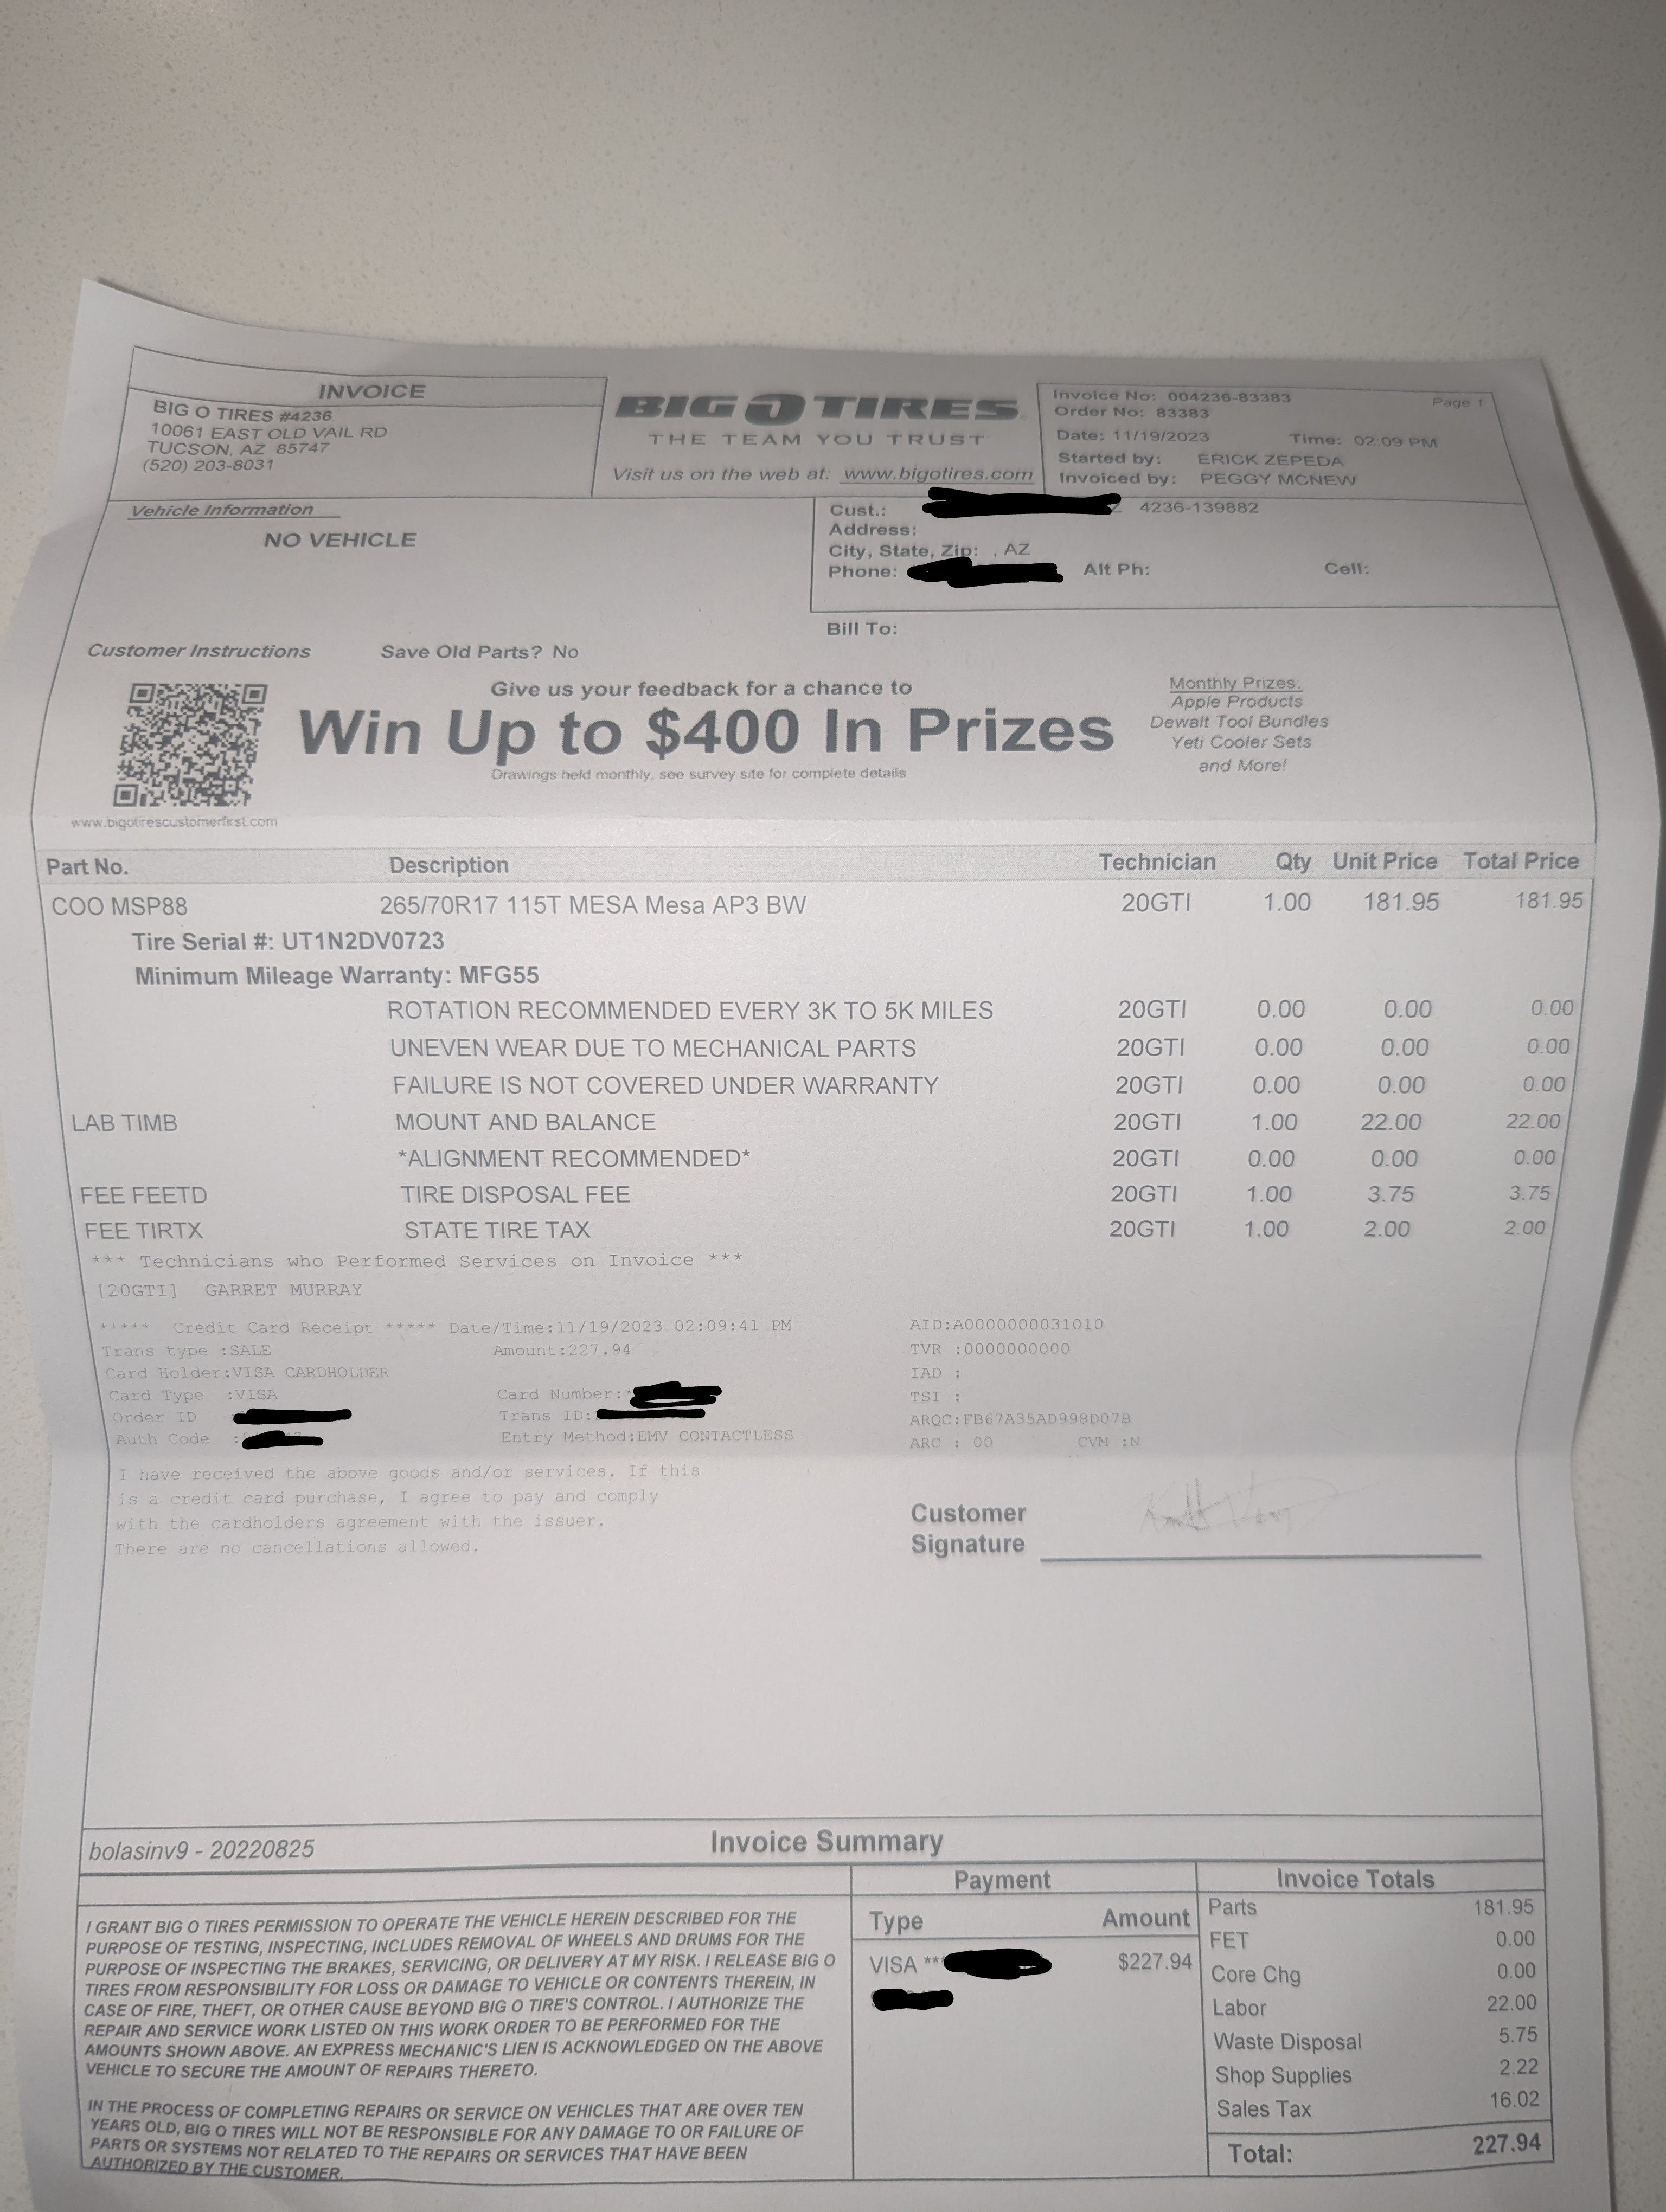 INVOICE
BIG O TIRES #4236
10061 EAST OLD VAIL RD
TUCSON, AZ 85747
(520) 203-8031
BIG O TIRES
THE TEAM YOU TRUST
Visit us on the web at: www.bigotires.com
Invoice No: 004236-83383 Page 1
Order No: 83383
Date: 11/19/2023 Time: 02:09 PM
Started by: ERICK ZEPEDA
Invoiced by: PEGGY MCNEW
Vehicle Information
NO VEHICLE
Cust.: 4236-139882
Address:
City, State, Zip: , AZ
Phone: Alt Ph: Cell:
Bill To:
Customer Instructions Save Old Parts? No
Give us your feedback for a chance to
Win Up to $400 In Prizes
Drawings held monthly, see survey site for complete details
Monthly Prizes:
Apple Products
Dewalt Tool Bundles
Yeti Cooler Sets
and More!
www.bigotirescustomerfirst.com
Part No. Description Technician Qty Unit Price Total Price
COO MSP88 265/70R17 115T MESA Mesa AP3 BW 20GTI 1.00 181.95 181.95
Tire Serial #: UT1N2DV0723
Minimum Mileage Warranty: MFG55
ROTATION RECOMMENDED EVERY 3K TO 5K MILES 20GTI 0.00 0.00 0.00
UNEVEN WEAR DUE TO MECHANICAL PARTS 20GTI 0.00 0.00 0.00
FAILURE IS NOT COVERED UNDER WARRANTY 20GTI 0.00 0.00 0.00
LAB TIMB MOUNT AND BALANCE 20GTI 1.00 22.00 22.00
*ALIGNMENT RECOMMENDED* 20GTI 0.00 0.00 0.00
FEE FEETD TIRE DISPOSAL FEE 20GTI 1.00 3.75 3.75
FEE TIRTX STATE TIRE TAX 20GTI 1.00 2.00 2.00
*** Technicians who Performed Services on Invoice ***
[20GTI] GARRET MURRAY
***** Credit Card Receipt ***** Date/Time:11/19/2023 02:09:41 PM AID:A0000000031010
Trans type :SALE Amount:227.94 TVR :0000000000
Card Holder:VISA CARDHOLDER IAD :
Card Type :VISA Card Number:* TSI :
Order ID Trans ID: ARQC:FB67A35AD998D07B
Auth Code : Entry Method:EMV CONTACTLESS ARC : 00 CVM :N
I have received the above goods and/or services. If this
is a credit card purchase, I agree to pay and comply
with the cardholders agreement with the issuer.
There are no cancellations allowed.
Customer
Signature
bolasinv9 - 20220825 Invoice Summary
I GRANT BIG O TIRES PERMISSION TO OPERATE THE VEHICLE HEREIN DESCRIBED FOR THE
PURPOSE OF TESTING, INSPECTING, INCLUDES REMOVAL OF WHEELS AND DRUMS FOR THE
PURPOSE OF INSPECTING THE BRAKES, SERVICING, OR DELIVERY AT MY RISK. I RELEASE BIG O
TIRES FROM RESPONSIBILITY FOR LOSS OR DAMAGE TO VEHICLE OR CONTENTS THEREIN, IN
CASE OF FIRE, THEFT, OR OTHER CAUSE BEYOND BIG O TIRE'S CONTROL. I AUTHORIZE THE
REPAIR AND SERVICE WORK LISTED ON THIS WORK ORDER TO BE PERFORMED FOR THE
AMOUNTS SHOWN ABOVE. AN EXPRESS MECHANIC'S LIEN IS ACKNOWLEDGED ON THE ABOVE
VEHICLE TO SECURE THE AMOUNT OF REPAIRS THERETO.
IN THE PROCESS OF COMPLETING REPAIRS OR SERVICE ON VEHICLES THAT ARE OVER TEN
YEARS OLD, BIG O TIRES WILL NOT BE RESPONSIBLE FOR ANY DAMAGE TO OR FAILURE OF
PARTS OR SYSTEMS NOT RELATED TO THE REPAIRS OR SERVICES THAT HAVE BEEN
AUTHORIZED BY THE CUSTOMER.
Payment
Type Amount
VISA ** $227.94
Invoice Totals
Parts 181.95
FET 0.00
Core Chg 0.00
Labor 22.00
Waste Disposal 5.75
Shop Supplies 2.22
Sales Tax 16.02
Total: 227.94